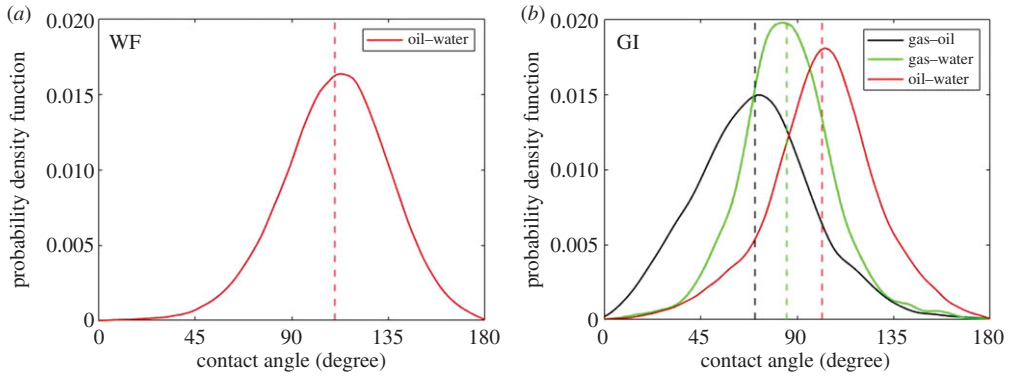 (a)
WF
oil–water
probability density function
0.020
0.015
0.010
0.005
0
0 45 90 135 180
contact angle (degree)
(b)
GI
gas–oil
gas–water
oil–water
probability density function
0.020
0.015
0.010
0.005
0
0 45 90 135 180
contact angle (degree)